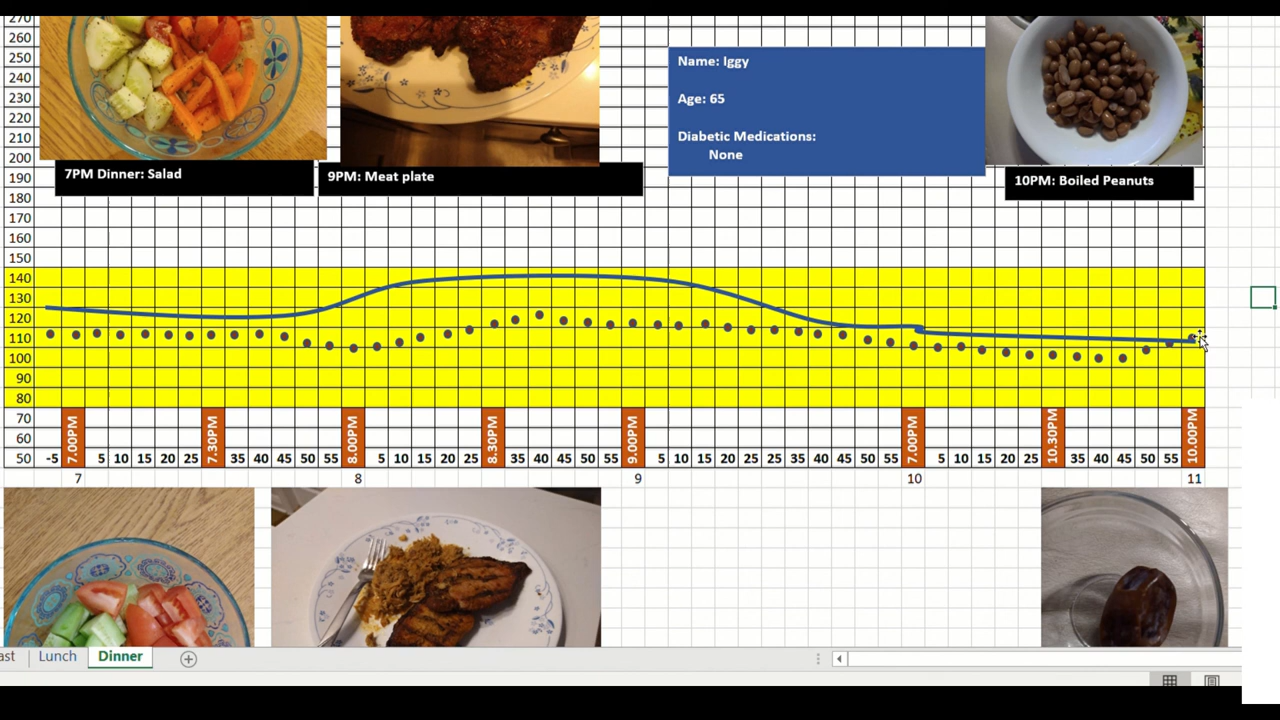 270
260
250
240
230
220
210
200
190
180
170
160
150
140
130
120
110
100
90
80
70
60
50
Name: Iggy
Age: 65
Diabetic Medications:
None
7PM Dinner: Salad
9PM: Meat plate
10PM: Boiled Peanuts
-5 7.00PM 5 10 15 20 25 7.30PM 35 40 45 50 55 8.00PM 5 10 15 20 25 8.30PM 35 40 45 50 55 9.00PM 5 10 15 20 25 30 35 40 45 50 55 7.00PM 5 10 15 20 25 10.30PM 35 40 45 50 55 10.00PM
7 8 9 10 11
ast Lunch Dinner